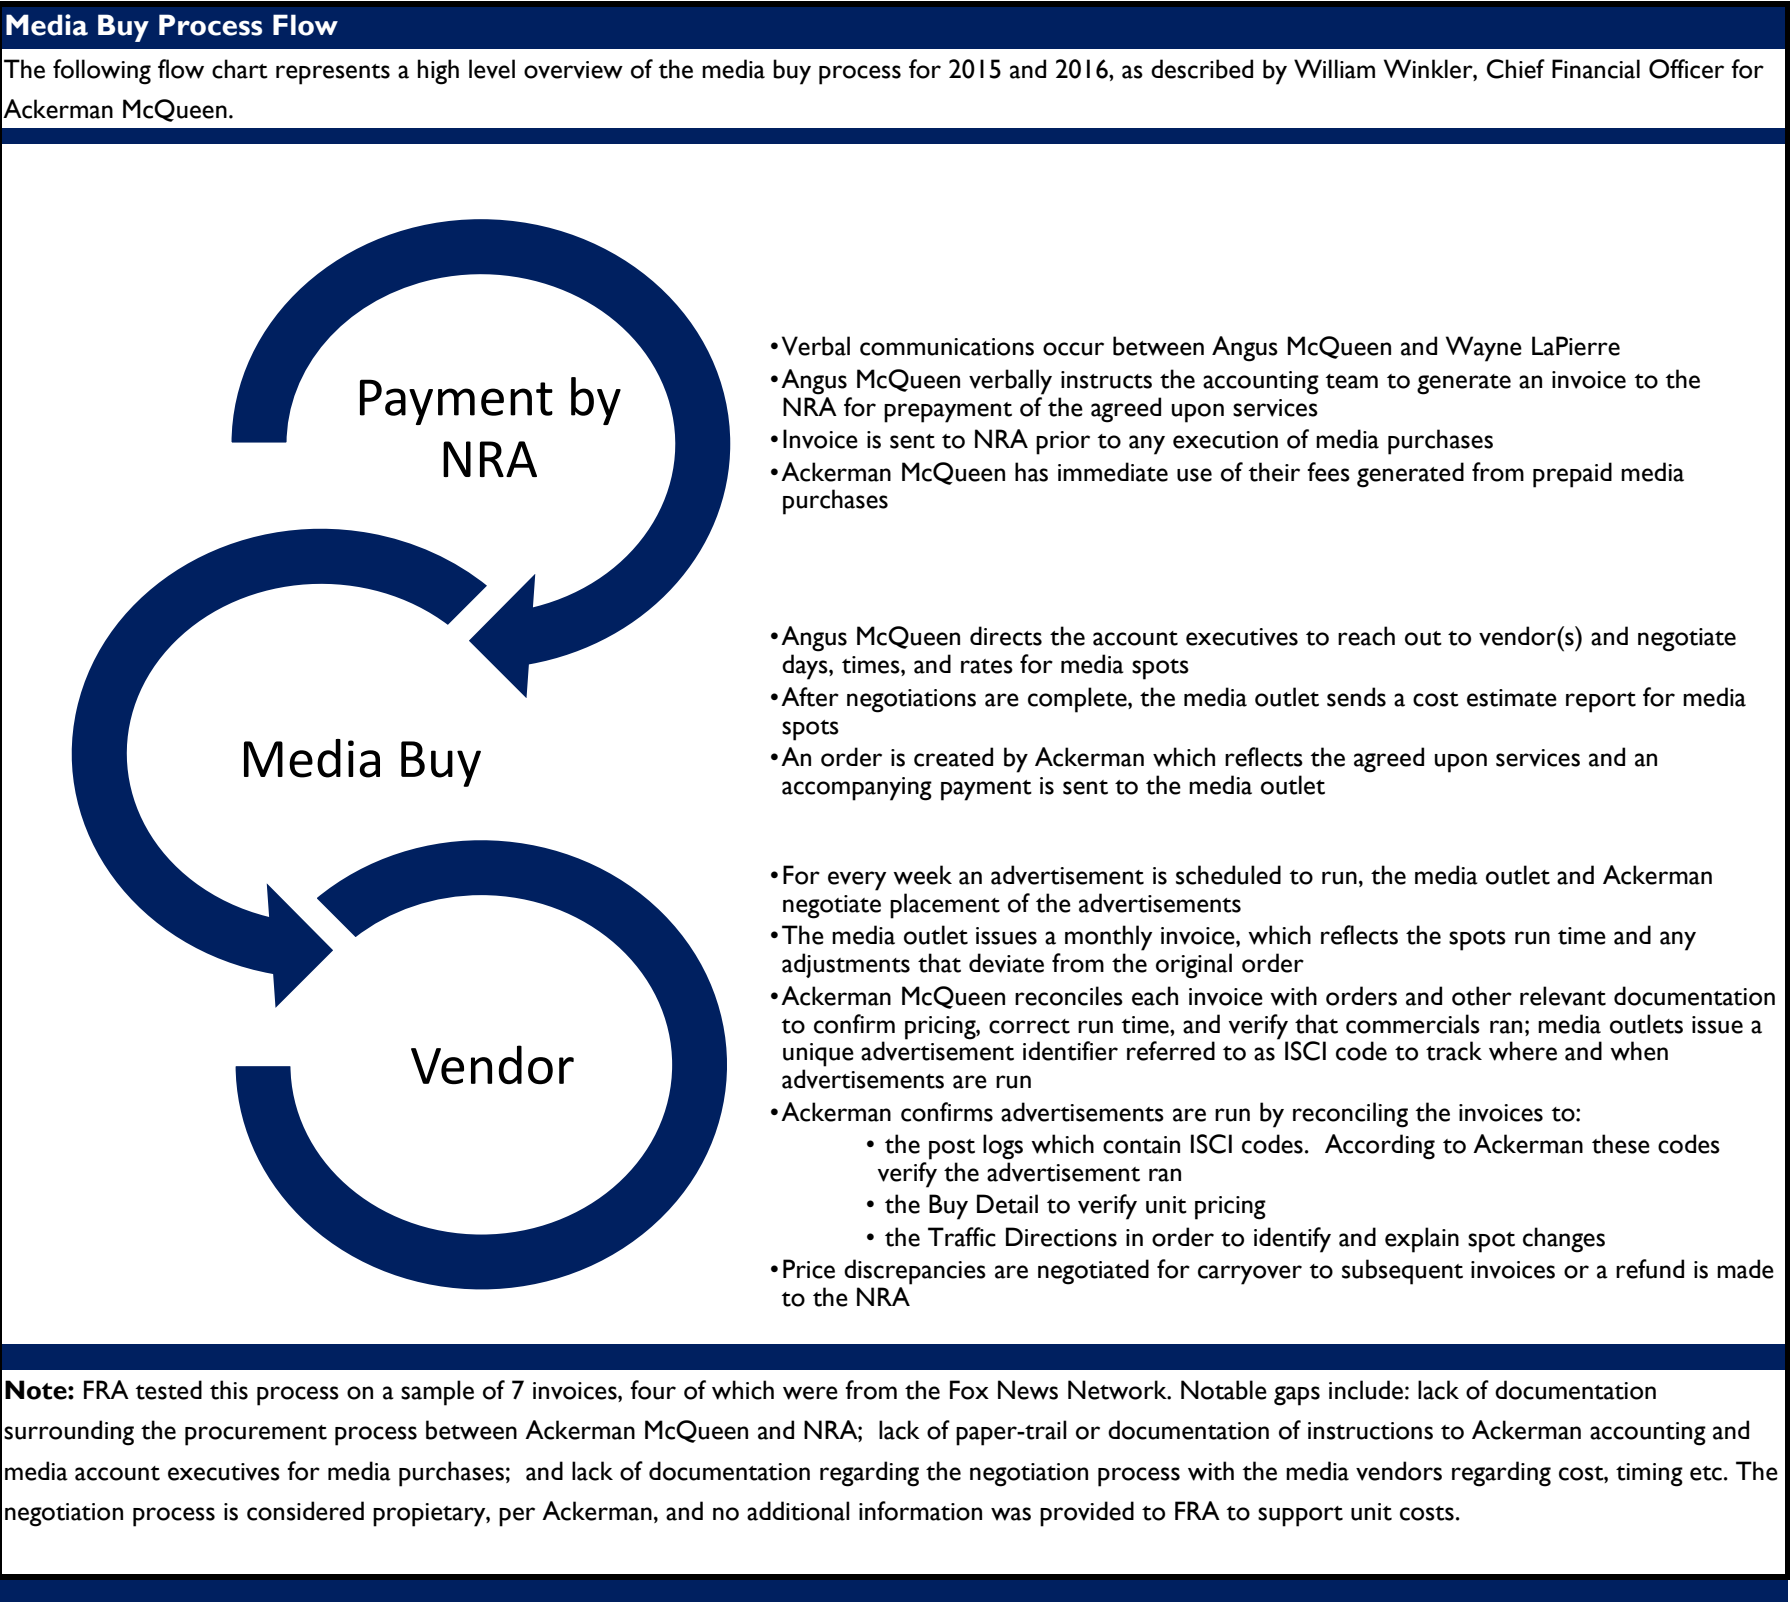 Media Buy Process Flow
The following flow chart represents a high level overview of the media buy process for 2015 and 2016, as described by William Winkler, Chief Financial Officer for
Ackerman McQueen.
Payment by
NRA
•Verbal communications occur between Angus McQueen and Wayne LaPierre
•Angus McQueen verbally instructs the accounting team to generate an invoice to the
NRA for prepayment of the agreed upon services
•Invoice is sent to NRA prior to any execution of media purchases
•Ackerman McQueen has immediate use of their fees generated from prepaid media
purchases
Media Buy
•Angus McQueen directs the account executives to reach out to vendor(s) and negotiate
days, times, and rates for media spots
•After negotiations are complete, the media outlet sends a cost estimate report for media
spots
•An order is created by Ackerman which reflects the agreed upon services and an
accompanying payment is sent to the media outlet
Vendor
•For every week an advertisement is scheduled to run, the media outlet and Ackerman
negotiate placement of the advertisements
•The media outlet issues a monthly invoice, which reflects the spots run time and any
adjustments that deviate from the original order
•Ackerman McQueen reconciles each invoice with orders and other relevant documentation
to confirm pricing, correct run time, and verify that commercials ran; media outlets issue a
unique advertisement identifier referred to as ISCI code to track where and when
advertisements are run
•Ackerman confirms advertisements are run by reconciling the invoices to:
• the post logs which contain ISCI codes.  According to Ackerman these codes
verify the advertisement ran
• the Buy Detail to verify unit pricing
• the Traffic Directions in order to identify and explain spot changes
•Price discrepancies are negotiated for carryover to subsequent invoices or a refund is made
to the NRA
Note: FRA tested this process on a sample of 7 invoices, four of which were from the Fox News Network. Notable gaps include: lack of documentation
surrounding the procurement process between Ackerman McQueen and NRA;  lack of paper-trail or documentation of instructions to Ackerman accounting and
media account executives for media purchases;  and lack of documentation regarding the negotiation process with the media vendors regarding cost, timing etc. The
negotiation process is considered propietary, per Ackerman, and no additional information was provided to FRA to support unit costs.